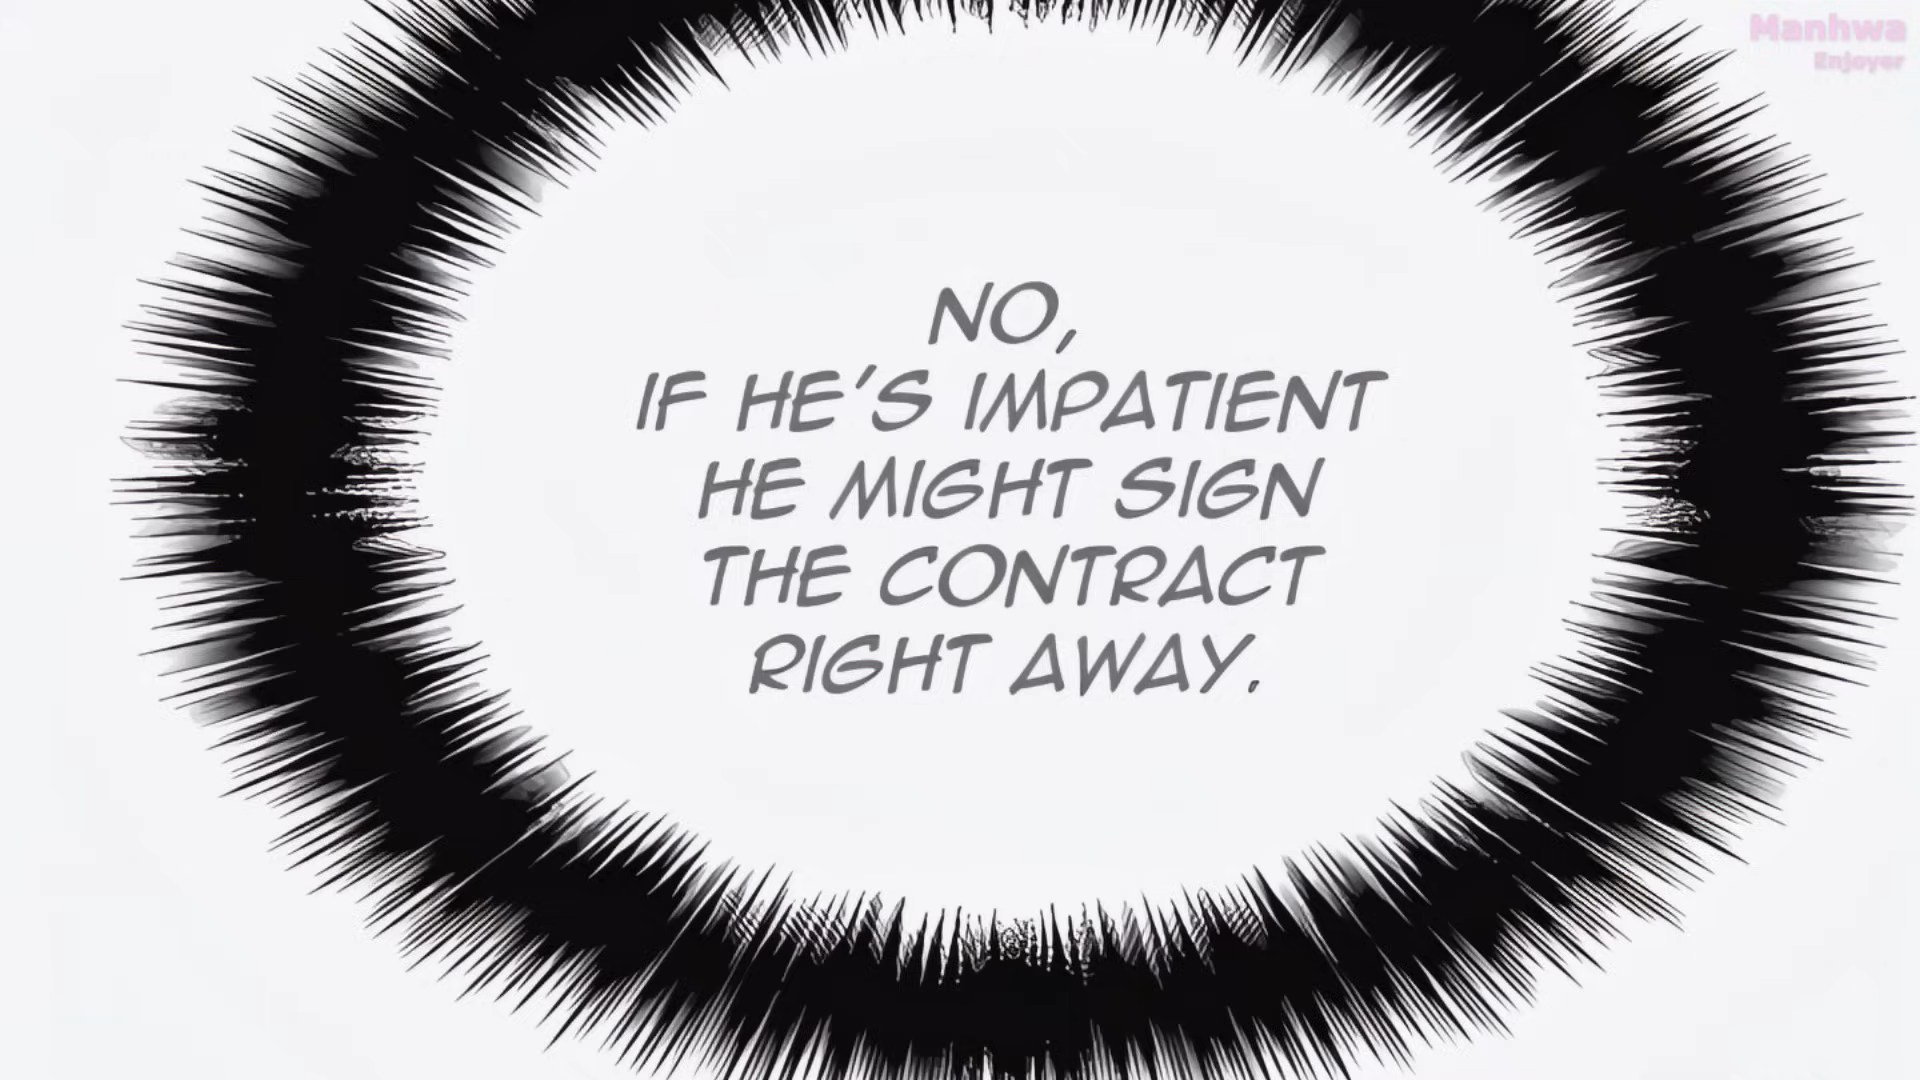 Manhwa
Enjoyer
NO,
IF HE'S IMPATIENT
HE MIGHT SIGN
THE CONTRACT
RIGHT AWAY.